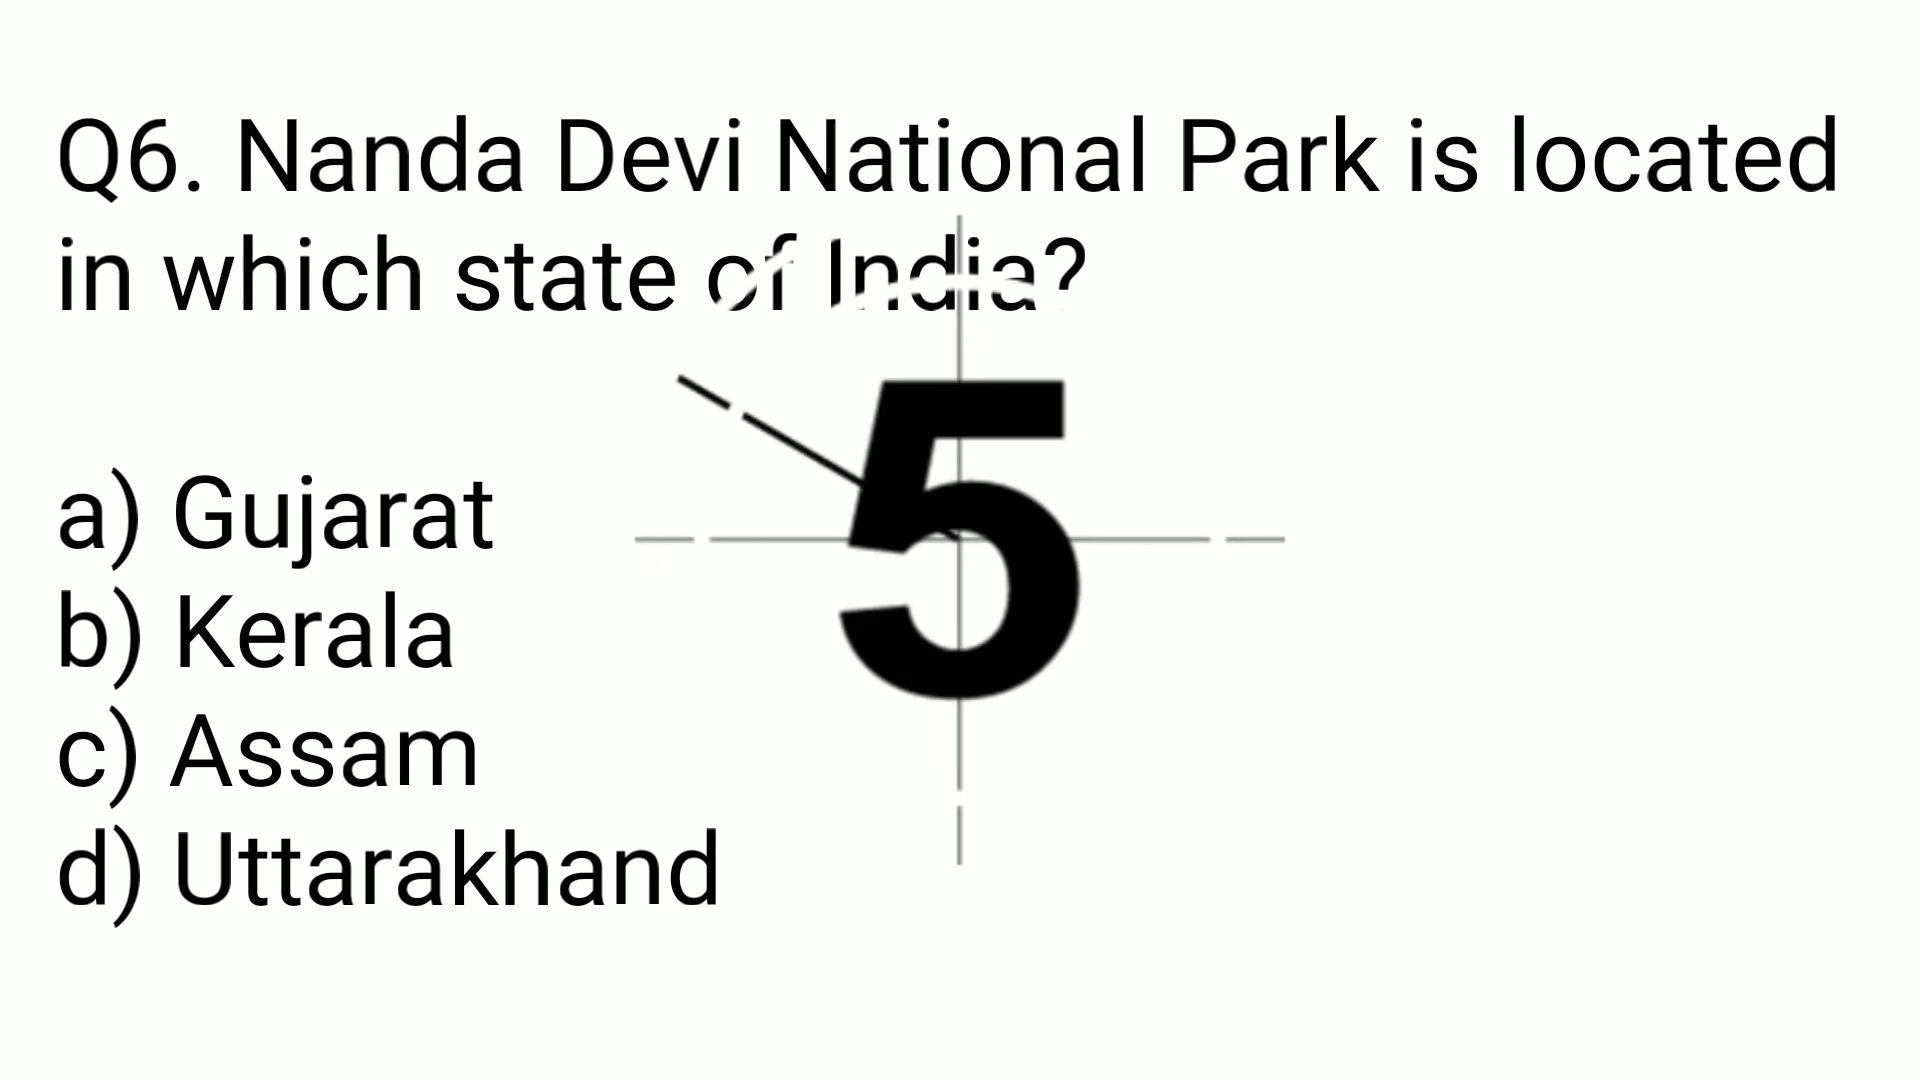 Q6. Nanda Devi National Park is located
in which state of India?
5
a) Gujarat
b) Kerala
c) Assam
d) Uttarakhand